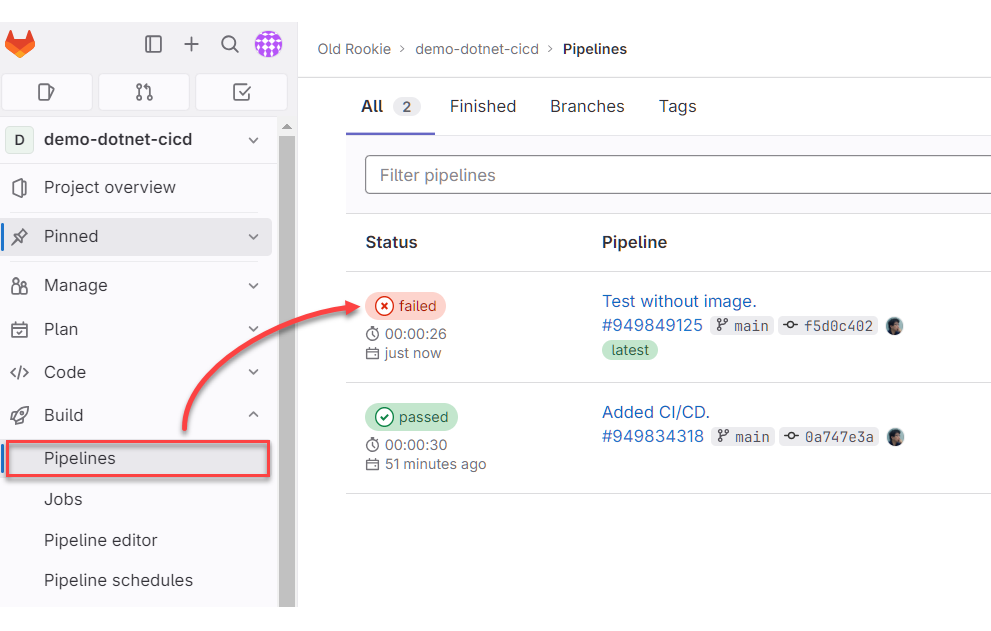 Old Rookie > demo-dotnet-cicd > Pipelines
D demo-dotnet-cicd
Project overview
Pinned
Manage
Plan
Code
Build
Pipelines
Jobs
Pipeline editor
Pipeline schedules
All 2 Finished Branches Tags
Filter pipelines
Status Pipeline
failed
00:00:26
just now
Test without image.
#949849125 main f5d0c402
latest
passed
00:00:30
51 minutes ago
Added CI/CD.
#949834318 main 0a747e3a